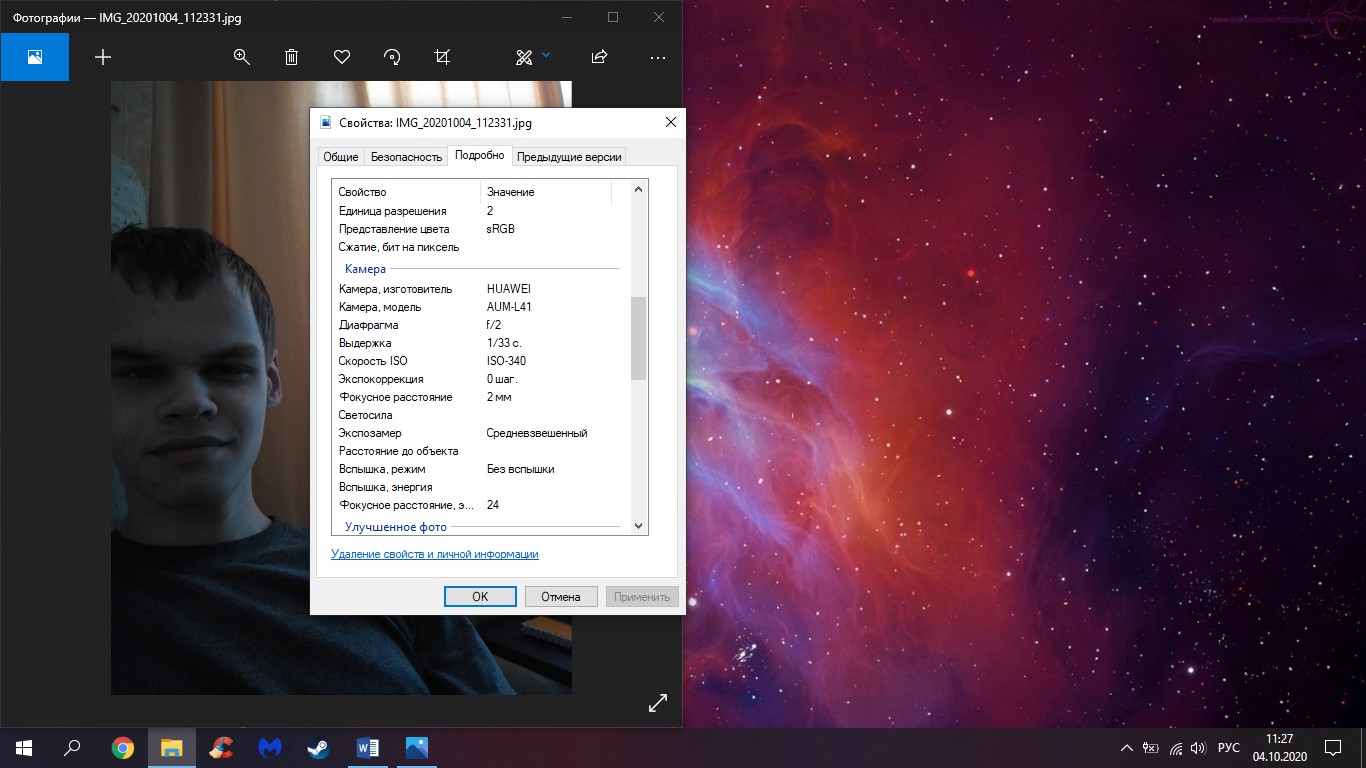 Фотографии — IMG_20201004_112331.jpg
Свойства: IMG_20201004_112331.jpg
Общие Безопасность Подробно Предыдущие версии
Свойство Значение
Единица разрешения 2
Представление цвета sRGB
Сжатие, бит на пиксель
Камера
Камера, изготовитель HUAWEI
Камера, модель AUM-L41
Диафрагма f/2
Выдержка 1/33 с.
Скорость ISO ISO-340
Экспокоррекция 0 шаг.
Фокусное расстояние 2 мм
Светосила
Экспозамер Средневзвешенный
Расстояние до объекта
Вспышка, режим Без вспышки
Вспышка, энергия
Фокусное расстояние, э... 24
Улучшенное фото
Удаление свойств и личной информации
OK Отмена Применить
РУС
11:27
04.10.2020